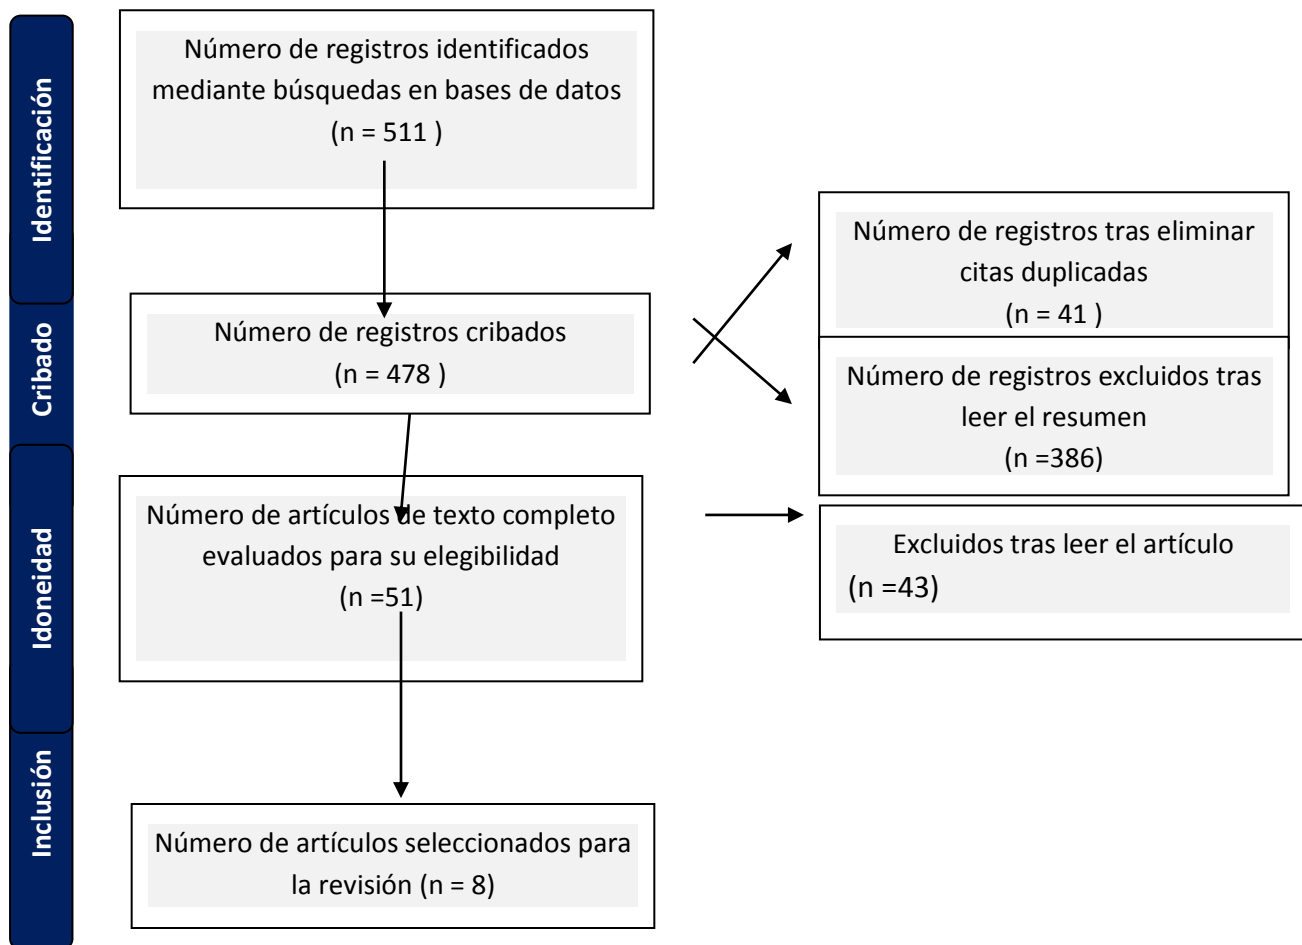 Identificación
Número de registros identificados
mediante búsquedas en bases de datos
(n = 511 )
Cribado
Número de registros cribados
(n = 478 )
Número de registros tras eliminar
citas duplicadas
(n = 41 )
Número de registros excluidos tras
leer el resumen
(n =386)
Idoneidad
Número de artículos de texto completo
evaluados para su elegibilidad
(n =51)
Excluidos tras leer el artículo
(n =43)
Inclusión
Número de artículos seleccionados para
la revisión (n = 8)